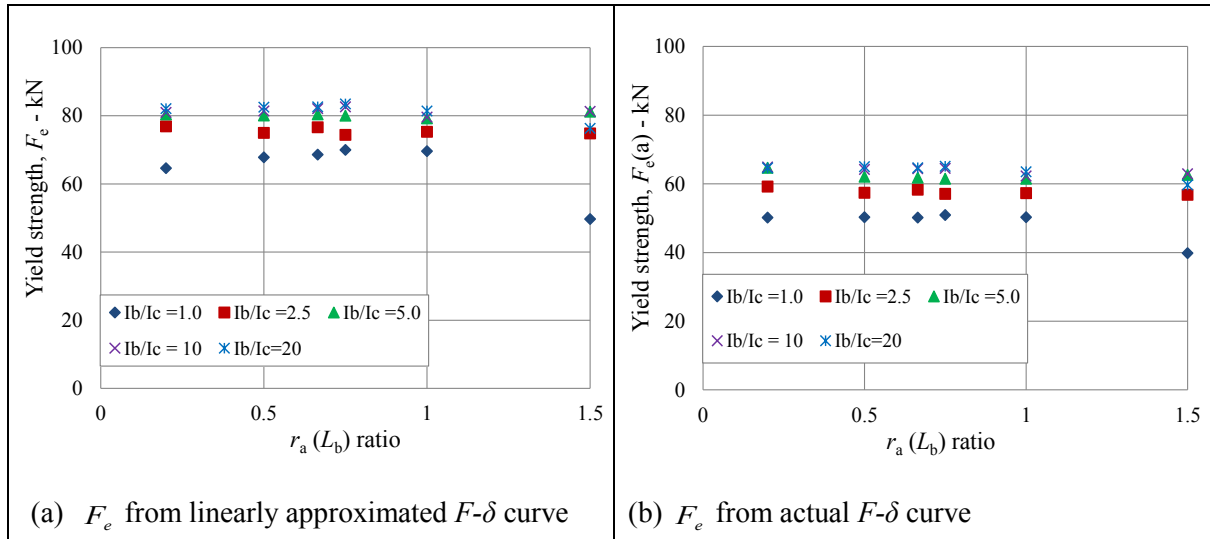 100
80
60
40
20
0
Yield strength, Fe - kN
Ib/Ic =1.0 Ib/Ic =2.5 Ib/Ic =5.0
Ib/Ic = 10 Ib/Ic=20
0 0.5 1 1.5
ra (Lb) ratio
(a) Fe from linearly approximated F-δ curve
100
80
60
40
20
0
Yield strength, Fe(a) - kN
Ib/Ic =1.0 Ib/Ic =2.5 Ib/Ic =5.0
Ib/Ic = 10 Ib/Ic=20
0 0.5 1 1.5
ra (Lb) ratio
(b) Fe from actual F-δ curve